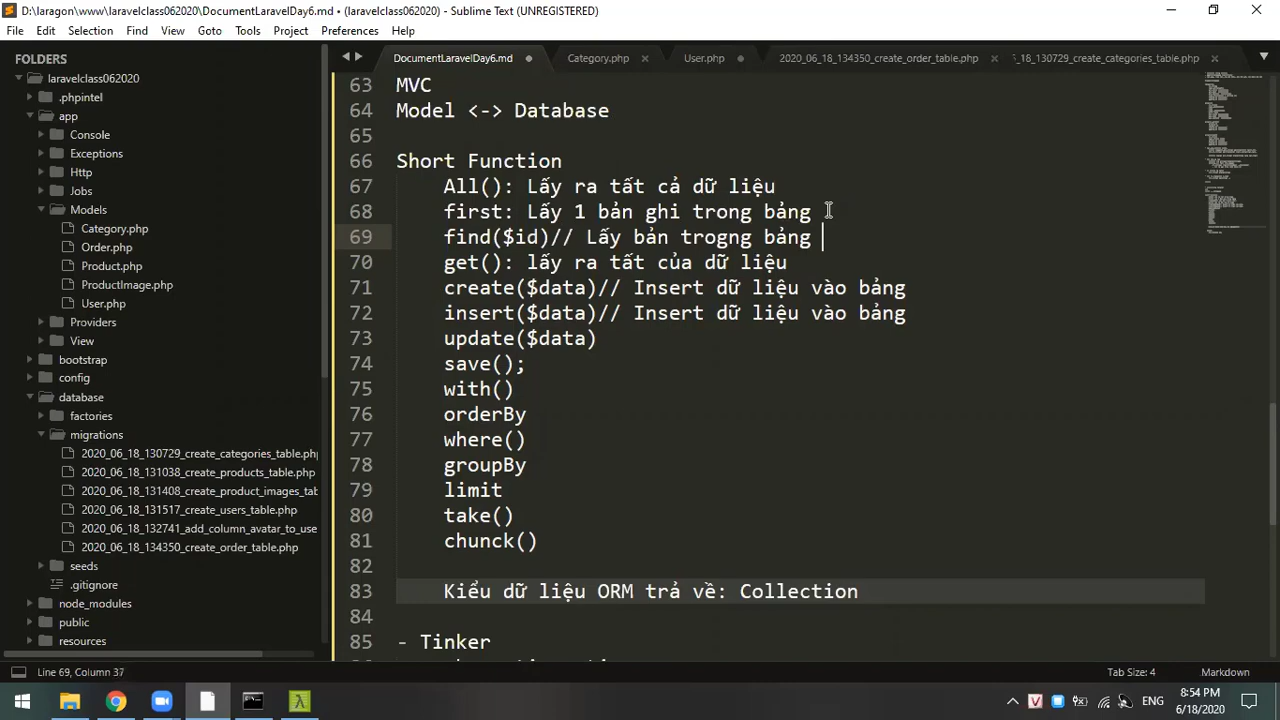 D:\laragon\www\laravelclass062020\DocumentLaravelDay6.md • (laravelclass062020) - Sublime Text (UNREGISTERED)
File Edit Selection Find View Goto Tools Project Preferences Help
FOLDERS
laravelclass062020
.phpintel
app
Console
Exceptions
Http
Jobs
Models
Category.php
Order.php
Product.php
ProductImage.php
User.php
Providers
View
bootstrap
config
database
factories
migrations
2020_06_18_130729_create_categories_table.php
2020_06_18_131038_create_products_table.php
2020_06_18_131408_create_product_images_tab
2020_06_18_131517_create_users_table.php
2020_06_18_132741_add_column_avatar_to_use
2020_06_18_134350_create_order_table.php
seeds
.gitignore
node_modules
public
resources
DocumentLaravelDay6.md Category.php User.php 2020_06_18_134350_create_order_table.php _18_130729_create_categories_table.php
63 MVC
64 Model <-> Database
65
66 Short Function
67 All(): Lấy ra tất cả dữ liệu
68 first: Lấy 1 bản ghi trong bảng
69 find($id)// Lấy bản trogng bảng
70 get(): lấy ra tất của dữ liệu
71 create($data)// Insert dữ liệu vào bảng
72 insert($data)// Insert dữ liệu vào bảng
73 update($data)
74 save();
75 with()
76 orderBy
77 where()
78 groupBy
79 limit
80 take()
81 chunck()
82
83 Kiểu dữ liệu ORM trả về: Collection
84
85 - Tinker
Line 69, Column 37 Tab Size: 4 Markdown
ENG 8:54 PM
6/18/2020